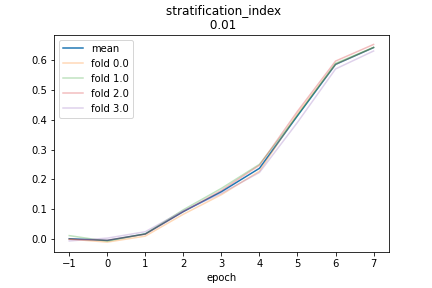 stratification_index
0.01
mean
fold 0.0
fold 1.0
fold 2.0
fold 3.0
0.6
0.5
0.4
0.3
0.2
0.1
0.0
−1 0 1 2 3 4 5 6 7
epoch